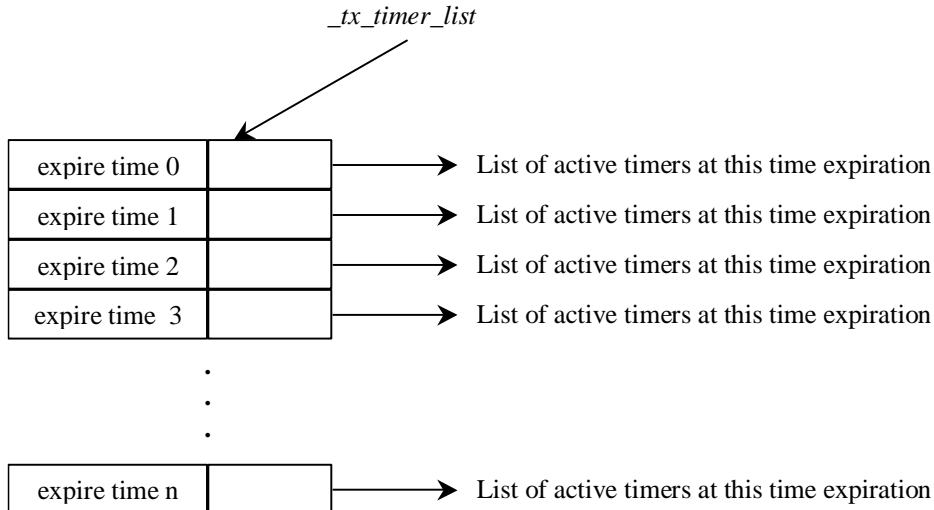 _tx_timer_list
expire time 0 List of active timers at this time expiration
expire time 1 List of active timers at this time expiration
expire time 2 List of active timers at this time expiration
expire time 3 List of active timers at this time expiration
.
.
.
expire time n List of active timers at this time expiration